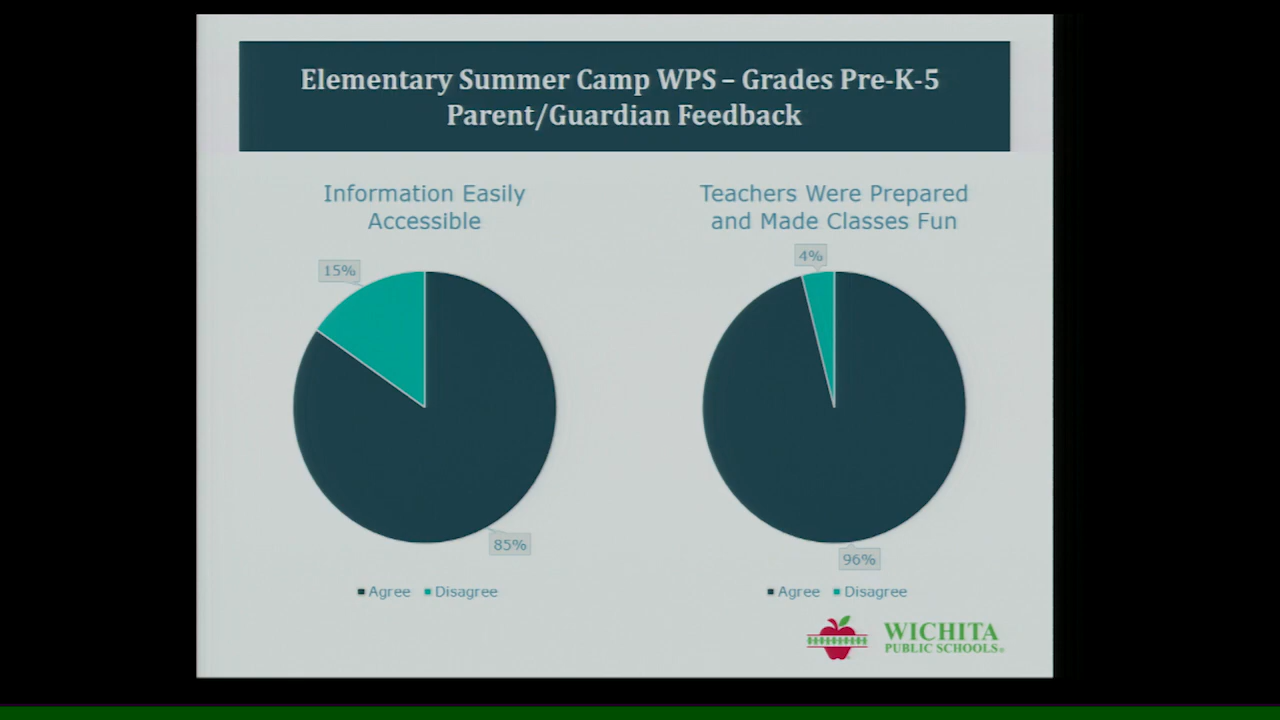 Elementary Summer Camp WPS – Grades Pre-K-5
Parent/Guardian Feedback
Information Easily
Accessible
15%
85%
Agree Disagree
Teachers Were Prepared
and Made Classes Fun
4%
96%
Agree Disagree
WICHITA
PUBLIC SCHOOLS®